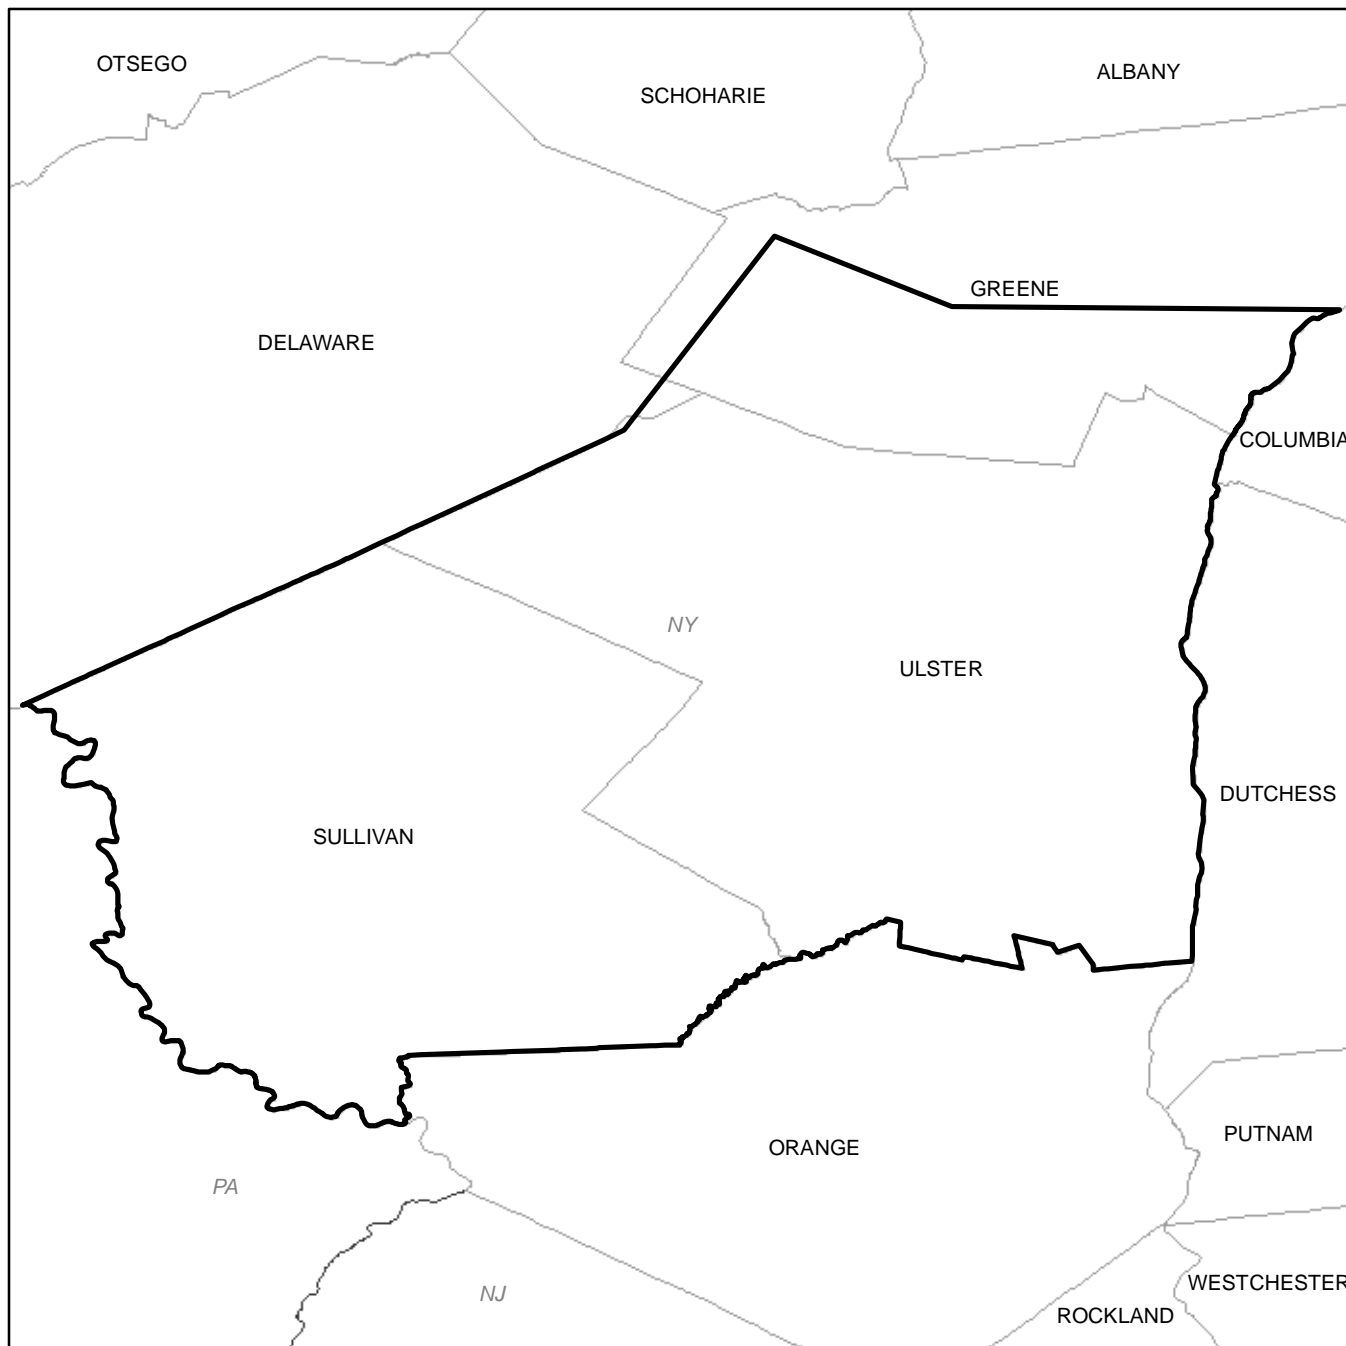 OTSEGO
ALBANY
SCHOHARIE
GREENE
DELAWARE
COLUMBIA
NY
ULSTER
DUTCHESS
SULLIVAN
PUTNAM
ORANGE
PA
WESTCHESTER
NJ
ROCKLAND